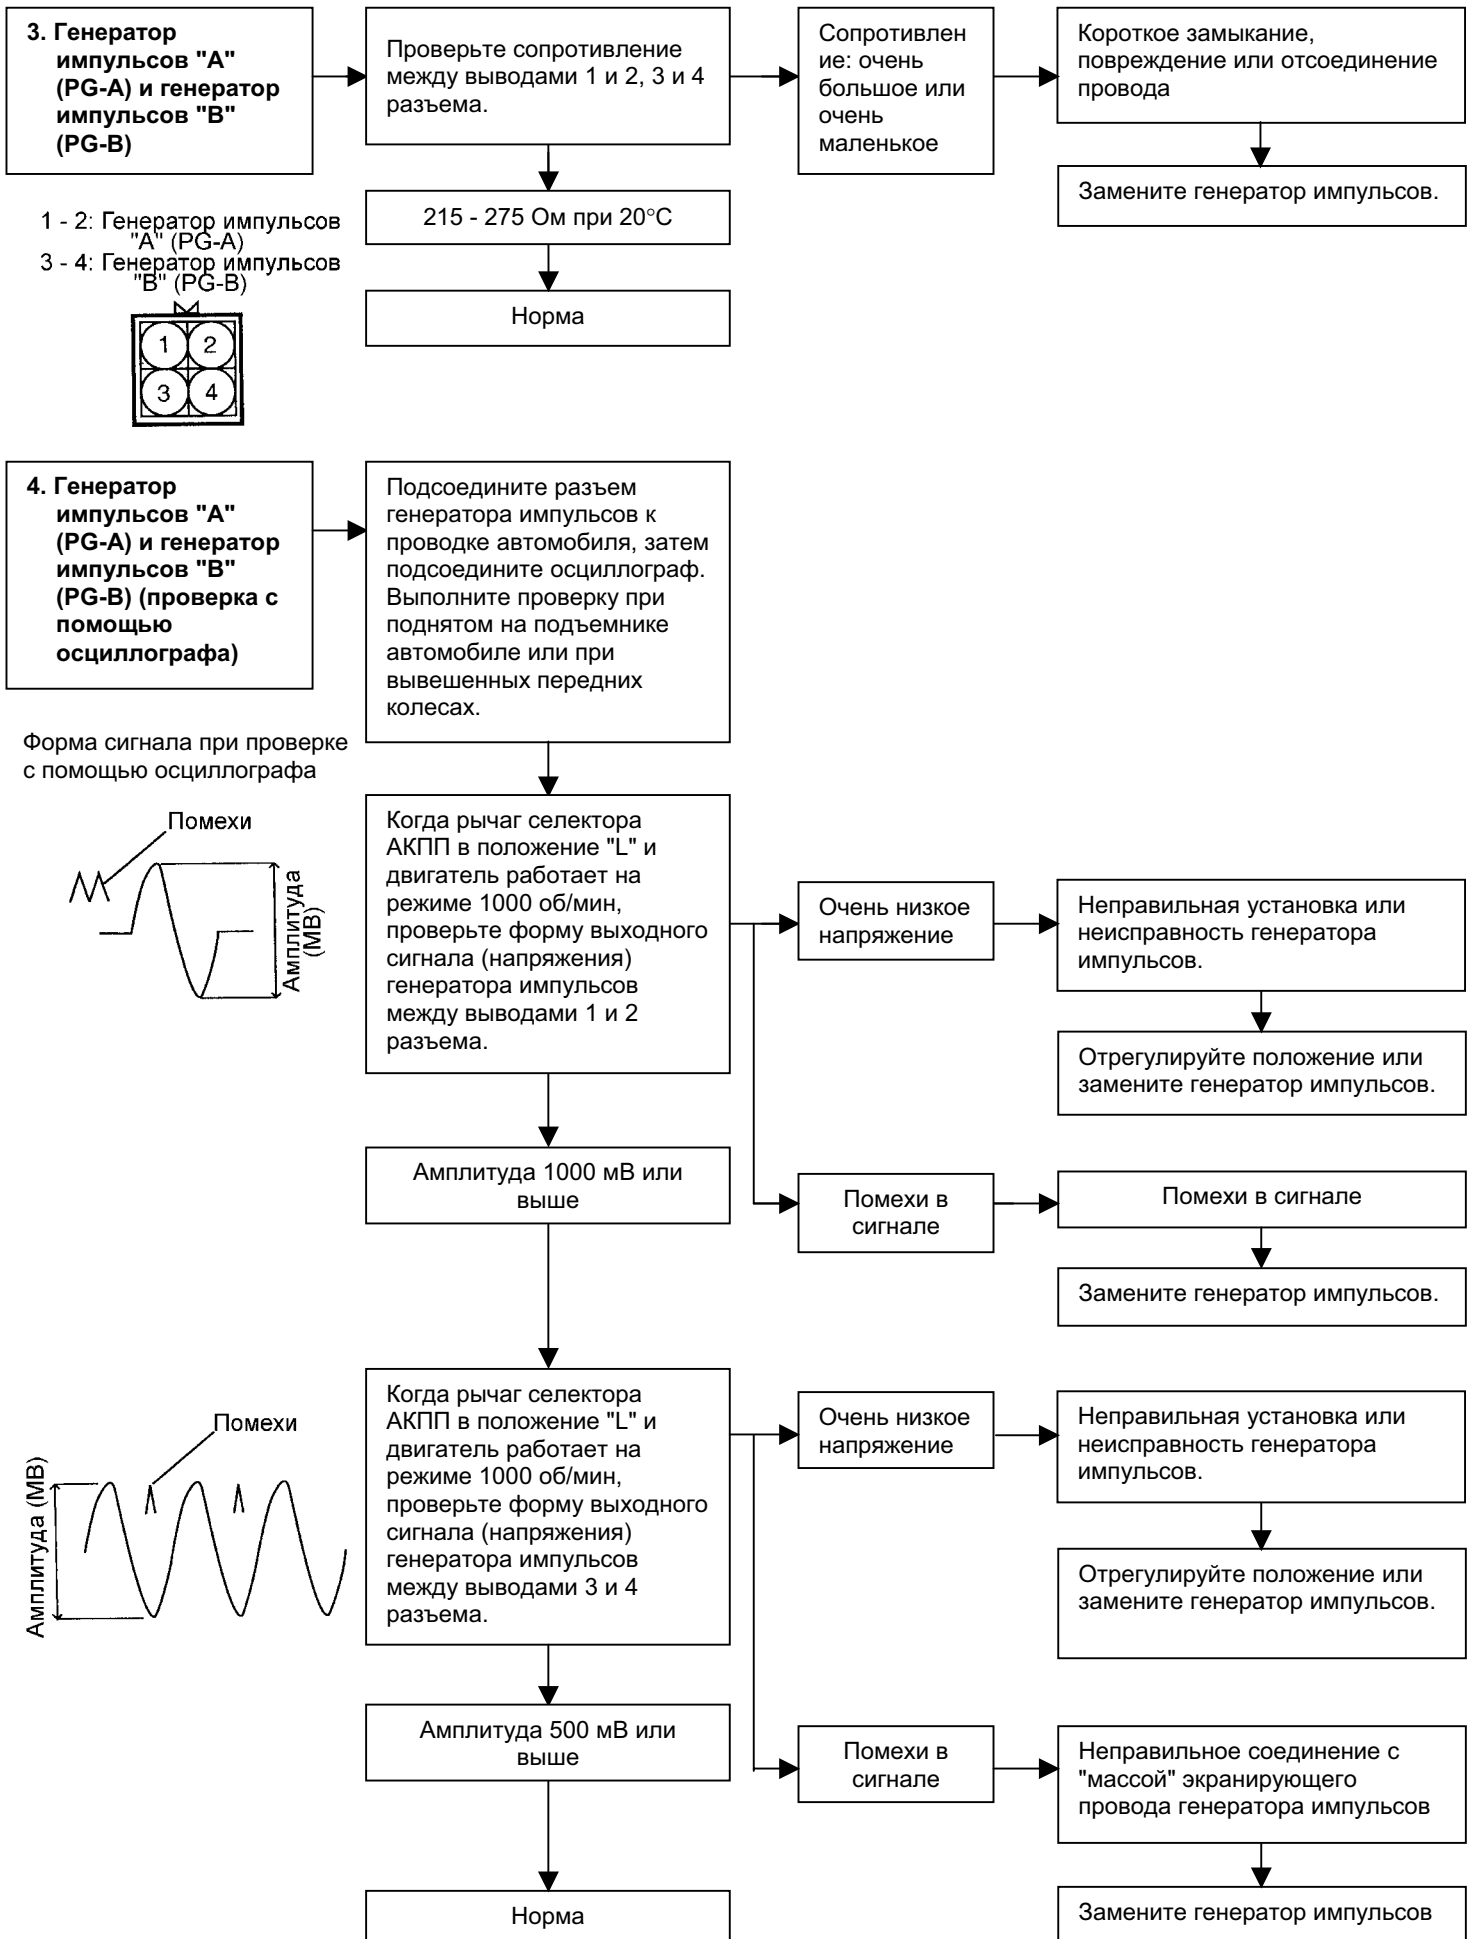 3. Генератор
импульсов "А"
(PG-A) и генератор
импульсов "В"
(PG-B)
Проверьте сопротивление
между выводами 1 и 2, 3 и 4
разъема.
Сопротивлен
ие: очень
большое или
очень
маленькое
Короткое замыкание,
повреждение или отсоединение
провода
Замените генератор импульсов.
215 - 275 Ом при 20°С
Норма
1 - 2: Генератор импульсов
"А" (PG-A)
3 - 4: Генератор импульсов
"В" (PG-B)
1 2
3 4
4. Генератор
импульсов "А"
(PG-A) и генератор
импульсов "В"
(PG-B) (проверка с
помощью
осциллографа)
Подсоедините разъем
генератора импульсов к
проводке автомобиля, затем
подсоедините осциллограф.
Выполните проверку при
поднятом на подъемнике
автомобиле или при
вывешенных передних
колесах.
Форма сигнала при проверке
с помощью осциллографа
Помехи
Амплитуда
(МВ)
Когда рычаг селектора
АКПП в положение "L" и
двигатель работает на
режиме 1000 об/мин,
проверьте форму выходного
сигнала (напряжения)
генератора импульсов
между выводами 1 и 2
разъема.
Очень низкое
напряжение
Неправильная установка или
неисправность генератора
импульсов.
Отрегулируйте положение или
замените генератор импульсов.
Амплитуда 1000 мВ или
выше
Помехи в
сигнале
Помехи в сигнале
Замените генератор импульсов.
Помехи
Амплитуда (МВ)
Когда рычаг селектора
АКПП в положение "L" и
двигатель работает на
режиме 1000 об/мин,
проверьте форму выходного
сигнала (напряжения)
генератора импульсов
между выводами 3 и 4
разъема.
Очень низкое
напряжение
Неправильная установка или
неисправность генератора
импульсов.
Отрегулируйте положение или
замените генератор импульсов.
Амплитуда 500 мВ или
выше
Помехи в
сигнале
Неправильное соединение с
"массой" экранирующего
провода генератора импульсов
Норма
Замените генератор импульсов